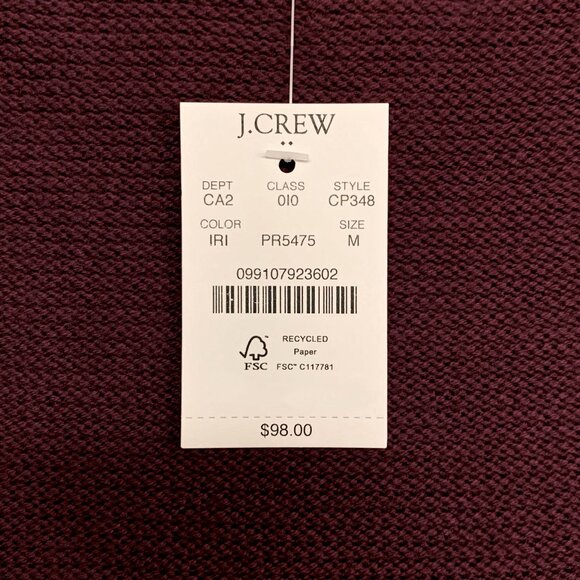 J.CREW
DEPT CLASS STYLE
CA2 0I0 CP348
COLOR SIZE
IRI PR5475 M
099107923602
RECYCLED
Paper
FSC FSC™ C117781
$98.00